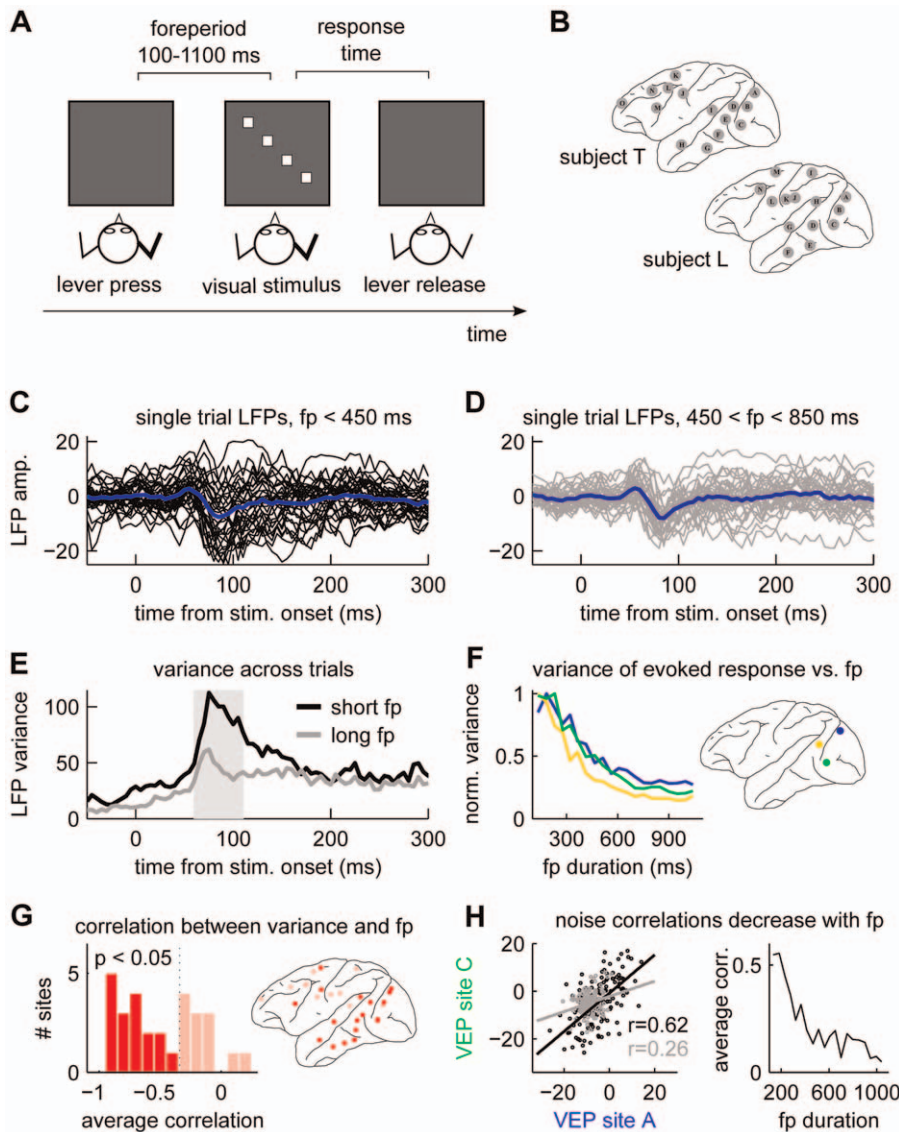 A
foreperiod
100-1100 ms
response
time
lever press
visual stimulus
lever release
time
B
O
N
M
L
K
J
I
D
B
A
E
C
F
H
G
subject T
M
I
N
L
K
J
H
A
B
G
D
C
F
E
subject L
C
single trial LFPs, fp < 450 ms
LFP amp.
20
0
−20
0
100
200
300
time from stim. onset (ms)
D
single trial LFPs, 450 < fp < 850 ms
20
0
−20
0
100
200
300
time from stim. onset (ms)
E
variance across trials
LFP variance
100
50
0
short fp
long fp
0
100
200
300
time from stim. onset (ms)
F
variance of evoked response vs. fp
norm. variance
1
0.5
0
300
600
900
fp duration (ms)
G
correlation between variance and fp
p < 0.05
# sites
5
0
−1
−0.5
0
average correlation
H
noise correlations decrease with fp
VEP site C
20
0
−20
r=0.62
r=0.26
−20
0
20
VEP site A
average corr.
0.5
0
200
600
1000
fp duration